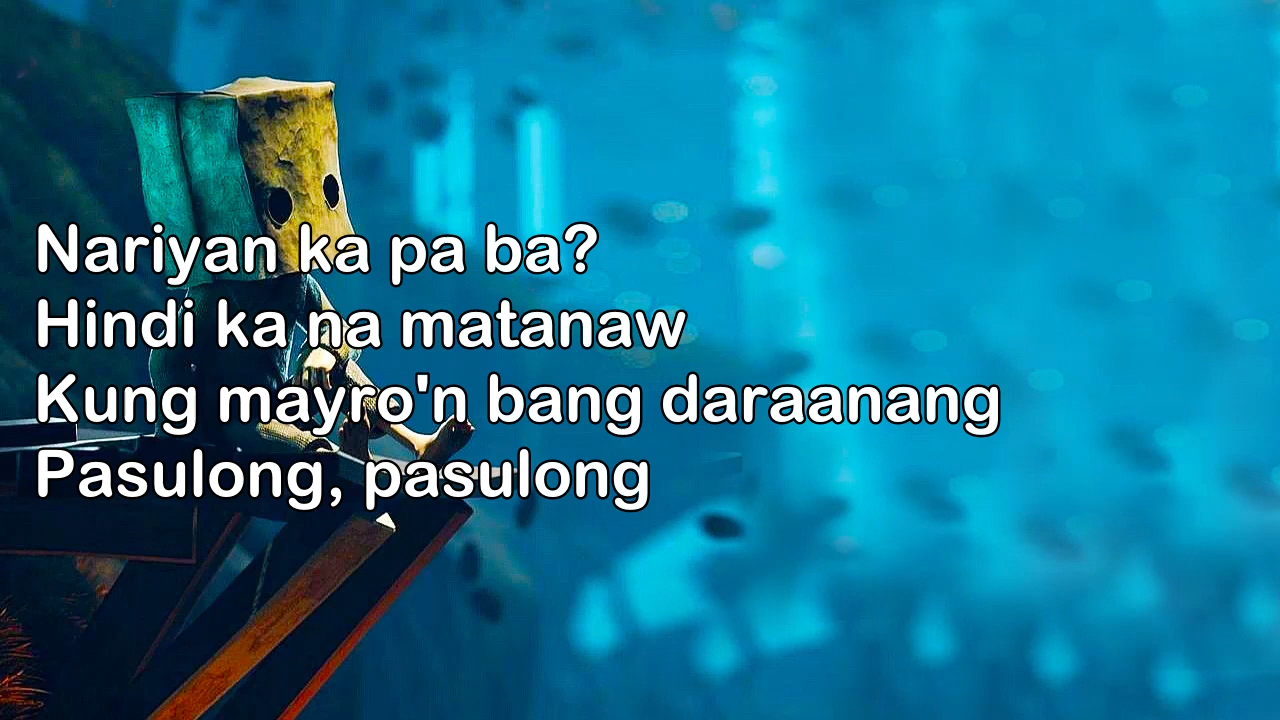 Nariyan ka pa ba?
Hindi ka na matanaw
Kung mayro'n bang daraanang
Pasulong, pasulong